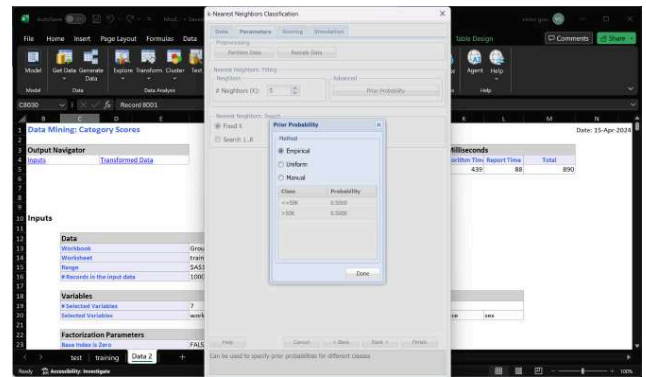 k-Nearest Neighbors Classification
File Home Insert Page Layout Formulas Data
Table Design
Comments
Share
Data Parameters Scoring Simulation
Preprocessing
Partition Data
Rescale Data
Model
Get Data Generate Data
Explore Transform Cluster Text
Agent Help
Nearest Neighbors: Fitting
Neighbors
Advanced
# Neighbors (K): 5
Prior Probability
Model
Data
Data Analysis
Help
C8030
Record 8001
Nearest Neighbors: Search
Fixed K
Search 1..K
Prior Probability
Method
Empirical
Uniform
Manual
Class Probability
<=50K 0.5000
>50K 0.5000
Done
Data Mining: Category Scores
Date: 15-Apr-2024
Output Navigator
Milliseconds
Inputs
Transformed Data
Report Time
Total
439 88 890
Inputs
Data
Workbook
Worksheet train
Range
# Records in the input data 1000
Variables
# Selected Variables 7
Selected Variables work
sex
Factorization Parameters
Base Index is Zero FALS
Help Cancel < Back Next > Finish
Can be used to specify prior probabilities for different classes
test training Data 2
Ready Accessibility: Investigate
100%